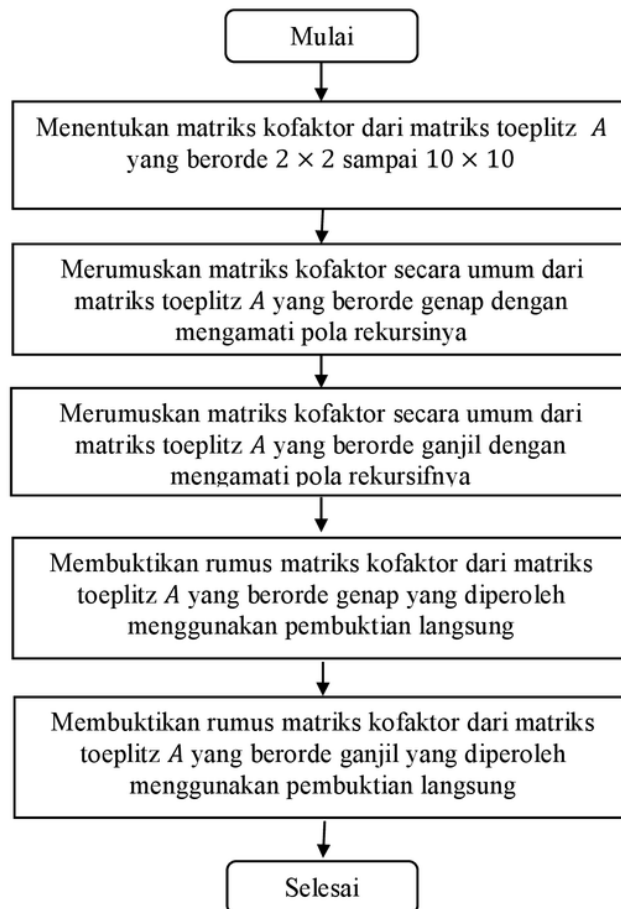 Mulai
Menentukan matriks kofaktor dari matriks toeplitz A
yang berorde 2 × 2 sampai 10 × 10
Merumuskan matriks kofaktor secara umum dari
matriks toeplitz A yang berorde genap dengan
mengamati pola rekursinya
Merumuskan matriks kofaktor secara umum dari
matriks toeplitz A yang berorde ganjil dengan
mengamati pola rekursifnya
Membuktikan rumus matriks kofaktor dari matriks
toeplitz A yang berorde genap yang diperoleh
menggunakan pembuktian langsung
Membuktikan rumus matriks kofaktor dari matriks
toeplitz A yang berorde ganjil yang diperoleh
menggunakan pembuktian langsung
Selesai